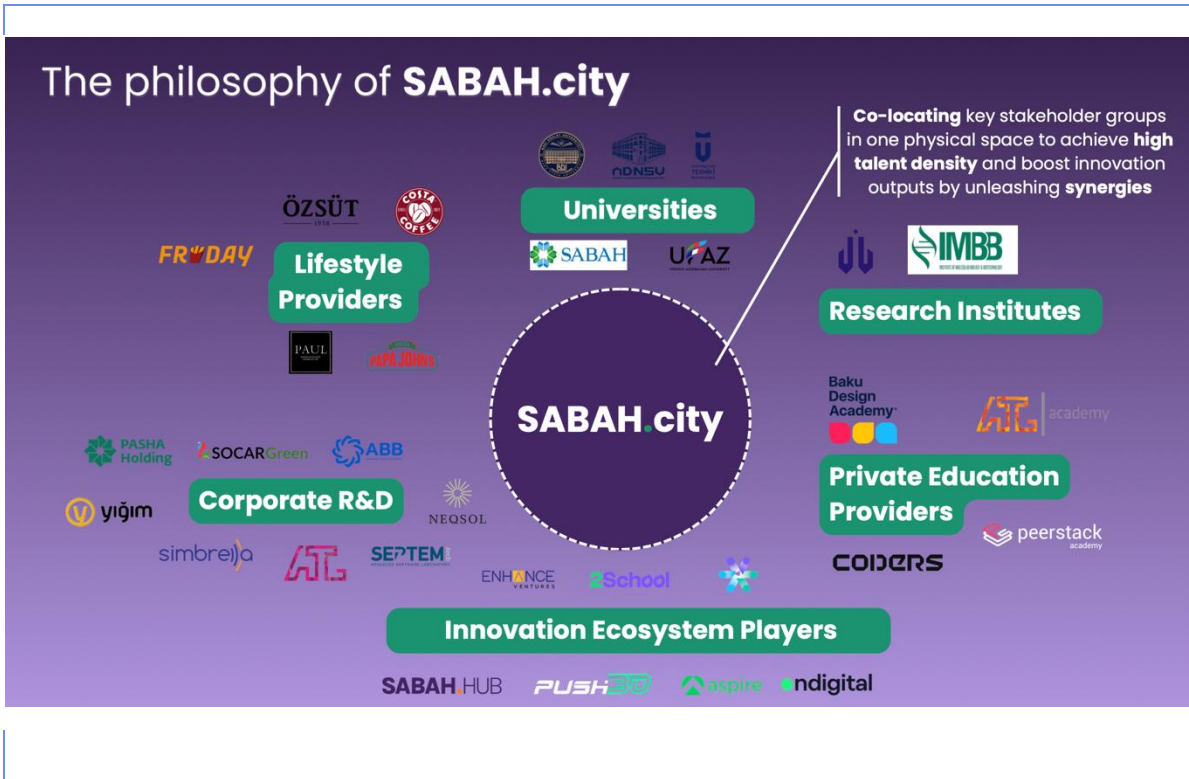 The philosophy of SABAH.city
Co-locating key stakeholder groups
in one physical space to achieve high
talent density and boost innovation
outputs by unleashing synergies
ÖZSÜT
1938
COSTA
COFFEE
FRYDAY
Lifestyle
Providers
PAUL
PAPA JOHNS
NDNSU
Universities
SABAH
UFAZ
IMBB
Research Institutes
SABAH.city
Baku
Design
Academy
ATL academy
Private Education
Providers
peerstack
academy
CODERS
PASHA
Holding
SOCARGreen
ABB
Corporate R&D
yığım
NEQSOL
simbrella
ATL
SEPTEM
ENHANCE
VENTURES
2School
Innovation Ecosystem Players
SABAH.HUB
PUSH30
aspire
ndigital